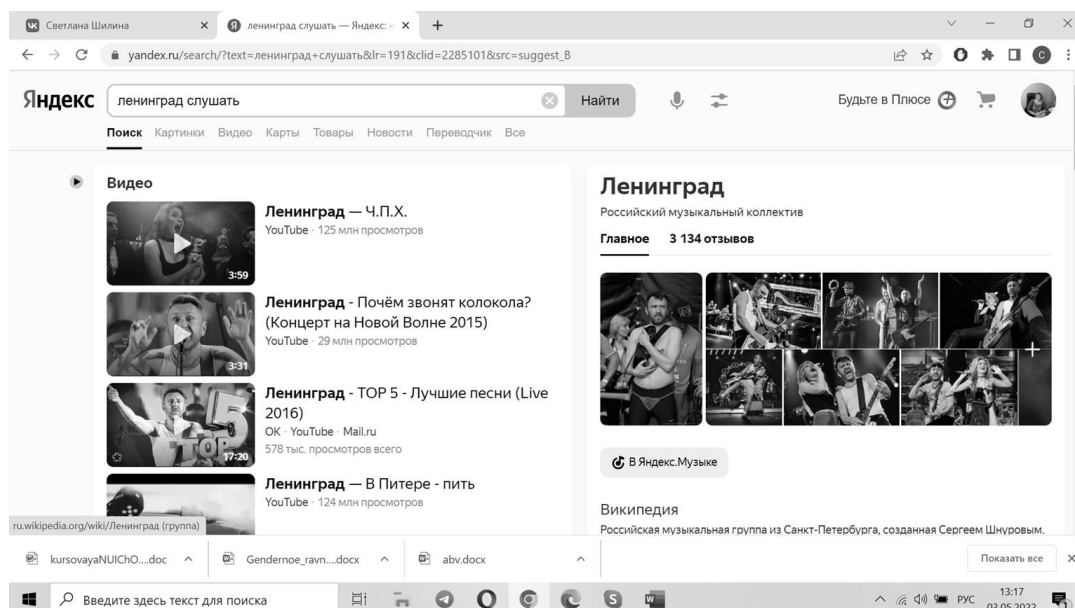 Светлана Шилина
ленинград слушать — Яндекс: н
yandex.ru/search/?text=ленинград+слушать&lr=191&clid=2285101&src=suggest_B
С
Яндекс
ленинград слушать
Найти
Будьте в Плюсе
Поиск Картинки Видео Карты Товары Новости Переводчик Все
Видео
Ленинград — Ч.П.Х.
YouTube · 125 млн просмотров
3:59
Ленинград - Почём звонят колокола?
(Концерт на Новой Волне 2015)
YouTube · 29 млн просмотров
3:31
Ленинград - TOP 5 - Лучшие песни (Live
2016)
OK · YouTube · Mail.ru
578 тыс. просмотров всего
5
TOP
17:20
Ленинград — В Питере - пить
YouTube · 124 млн просмотров
Ленинград
Российский музыкальный коллектив
Главное 3 134 отзывов
В Яндекс.Музыке
Википедия
Российская музыкальная группа из Санкт-Петербурга, созданная Сергеем Шнуровым.
ru.wikipedia.org/wiki/Ленинград (группа)
kursovayaNUIChO....doc
Gendernoe_ravn....docx
abv.docx
Показать все
Введите здесь текст для поиска
РУС
13:17
03.05.2022